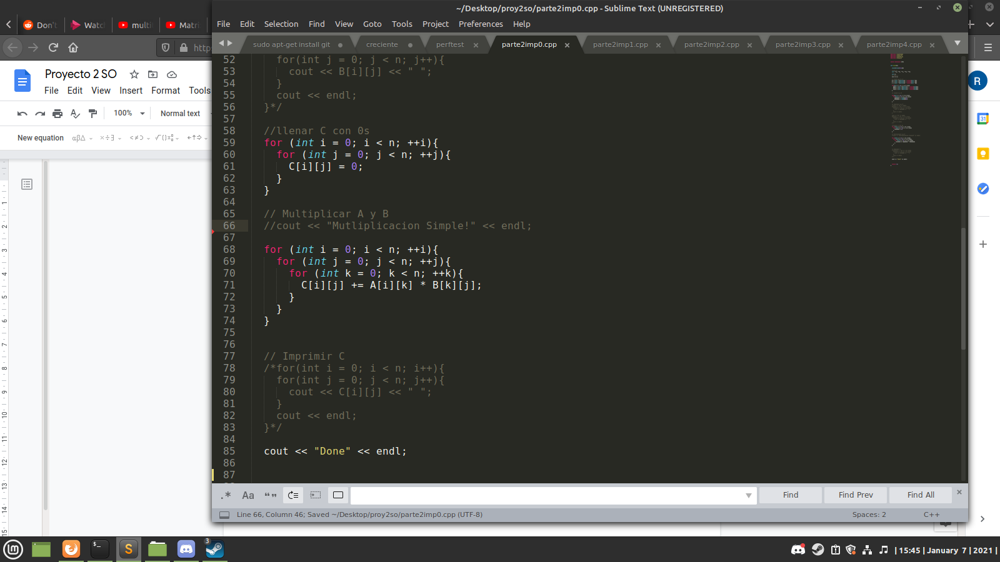 ~/Desktop/proy2so/parte2imp0.cpp - Sublime Text (UNREGISTERED)
Don't
Watc
multi
Matri
File Edit Selection Find View Goto Tools Project Preferences Help
sudo apt-get install git
creciente
perftest
parte2imp0.cpp
parte2imp1.cpp
parte2imp2.cpp
parte2imp3.cpp
parte2imp4.cpp
http
Proyecto 2 SO
File Edit View Insert Format Tools
R
100%
Normal text
New equation
52 for(int j = 0; j < n; j++){
53 cout << B[i][j] << " ";
54 }
55 cout << endl;
56 }*/
57
58 //llenar C con 0s
59 for (int i = 0; i < n; ++i){
60 for (int j = 0; j < n; ++j){
61 C[i][j] = 0;
62 }
63 }
64
65 // Multiplicar A y B
66 //cout << "Mutliplicacion Simple!" << endl;
67
68 for (int i = 0; i < n; ++i){
69 for (int j = 0; j < n; ++j){
70 for (int k = 0; k < n; ++k){
71 C[i][j] += A[i][k] * B[k][j];
72 }
73 }
74 }
75
76
77 // Imprimir C
78 /*for(int i = 0; i < n; i++){
79 for(int j = 0; j < n; j++){
80 cout << C[i][j] << " ";
81 }
82 cout << endl;
83 }*/
84
85 cout << "Done" << endl;
86
87
.* Aa “” Find Find Prev Find All
Line 66, Column 46; Saved ~/Desktop/proy2so/parte2imp0.cpp (UTF-8)
Spaces: 2
C++
3
| 15:45 | January 7 | 2021 |